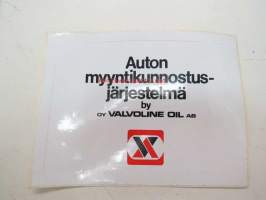 Auton
myyntikunnostus-
järjestelmä
by
OY VALVOLINE OIL AB